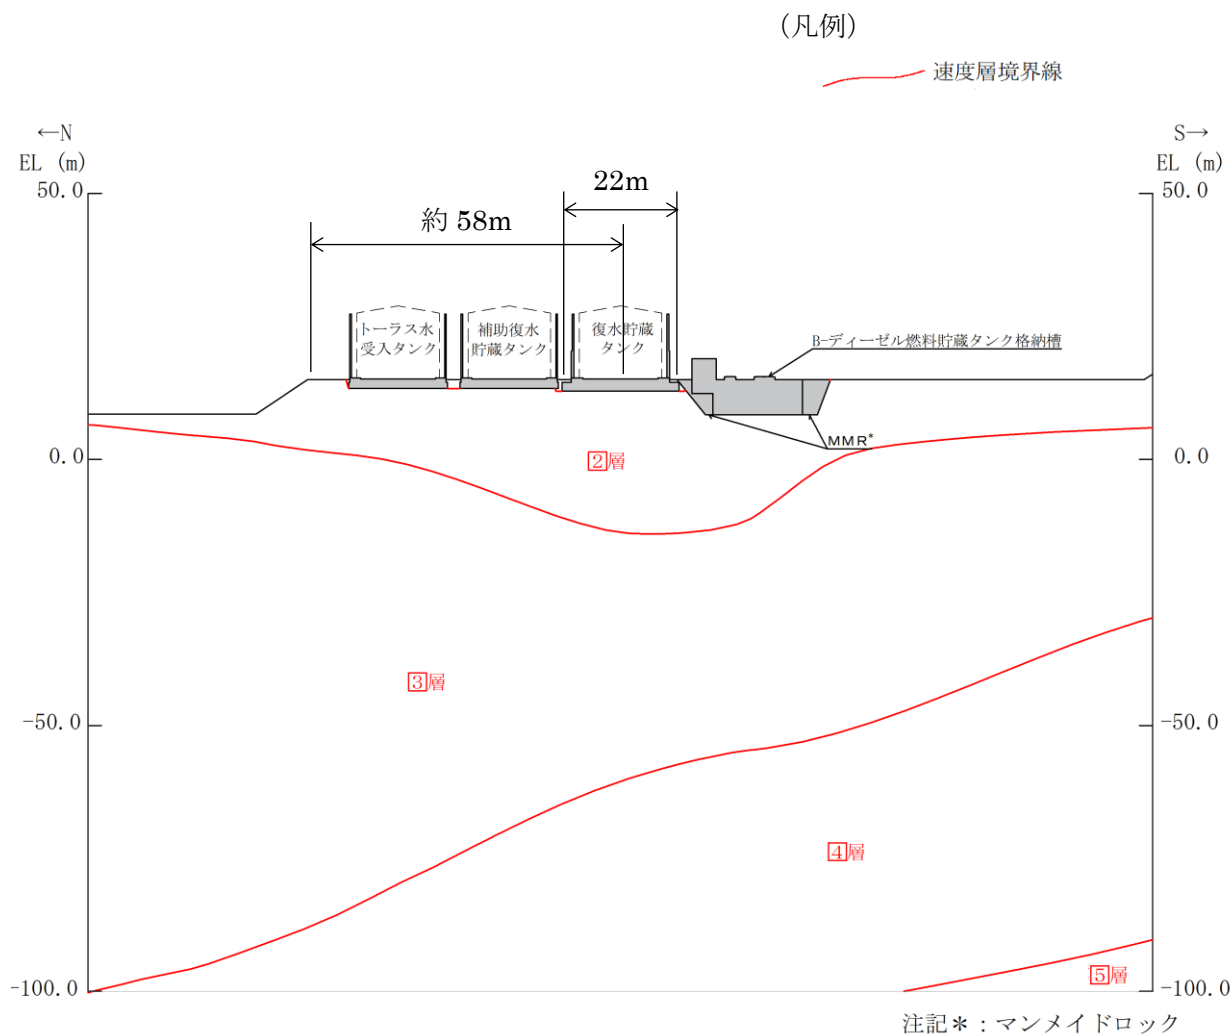 (凡例)
速度層境界線
←N
EL (m)
S→
EL (m)
50.0
50.0
22m
約 58m
トーラス水
受入タンク
補助復水
貯蔵タンク
復水貯蔵
タンク
B-ディーゼル燃料貯蔵タンク格納槽
MMR*
0.0
0.0
②層
③層
-50.0
-50.0
④層
⑤層
-100.0
-100.0
注記*:マンメイドロック